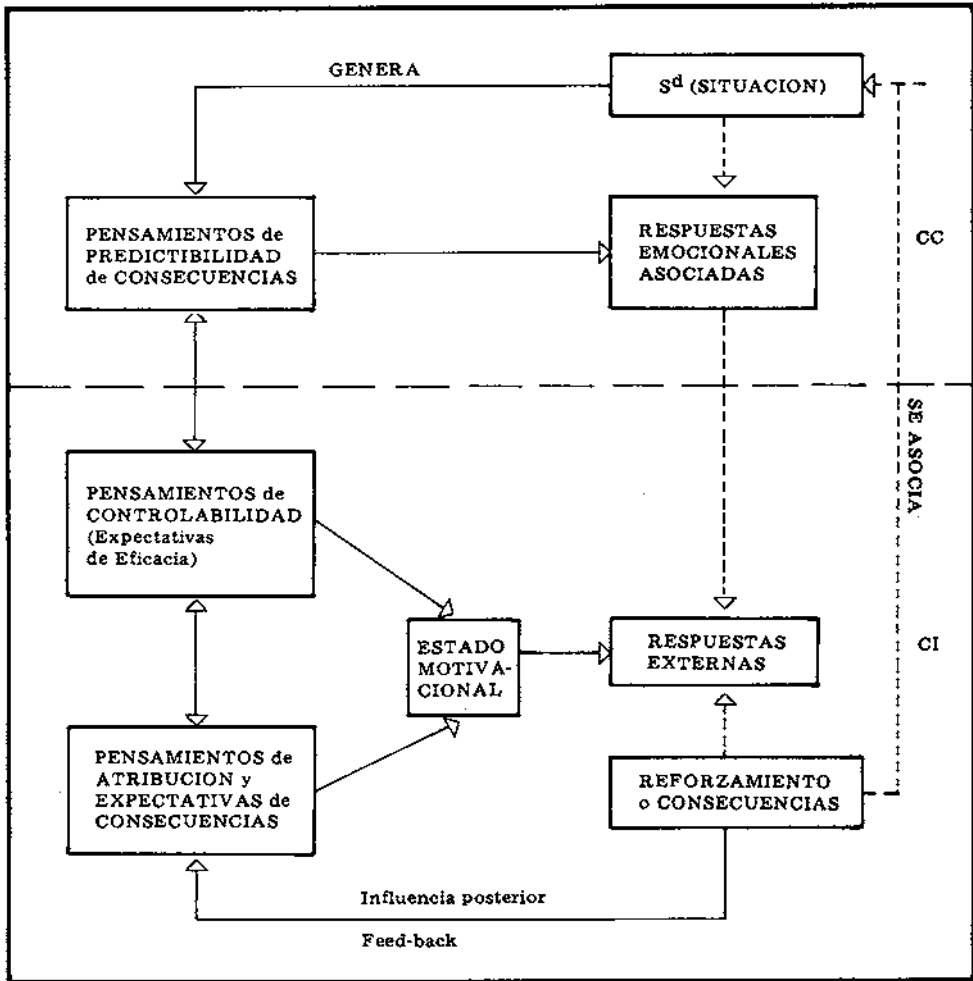 GENERA
S^d (SITUACION)
PENSAMIENTOS de
PREDICTIBILIDAD
de CONSECUENCIAS
RESPUESTAS
EMOCIONALES
ASOCIADAS
CC
PENSAMIENTOS de
CONTROLABILIDAD
(Expectativas
de Eficacia)
SE ASOCIA
ESTADO
MOTIVA-
CIONAL
RESPUESTAS
EXTERNAS
CI
PENSAMIENTOS de
ATRIBUCION y
EXPECTATIVAS de
CONSECUENCIAS
REFORZAMIENTO
o CONSECUENCIAS
Influencia posterior
Feed-back